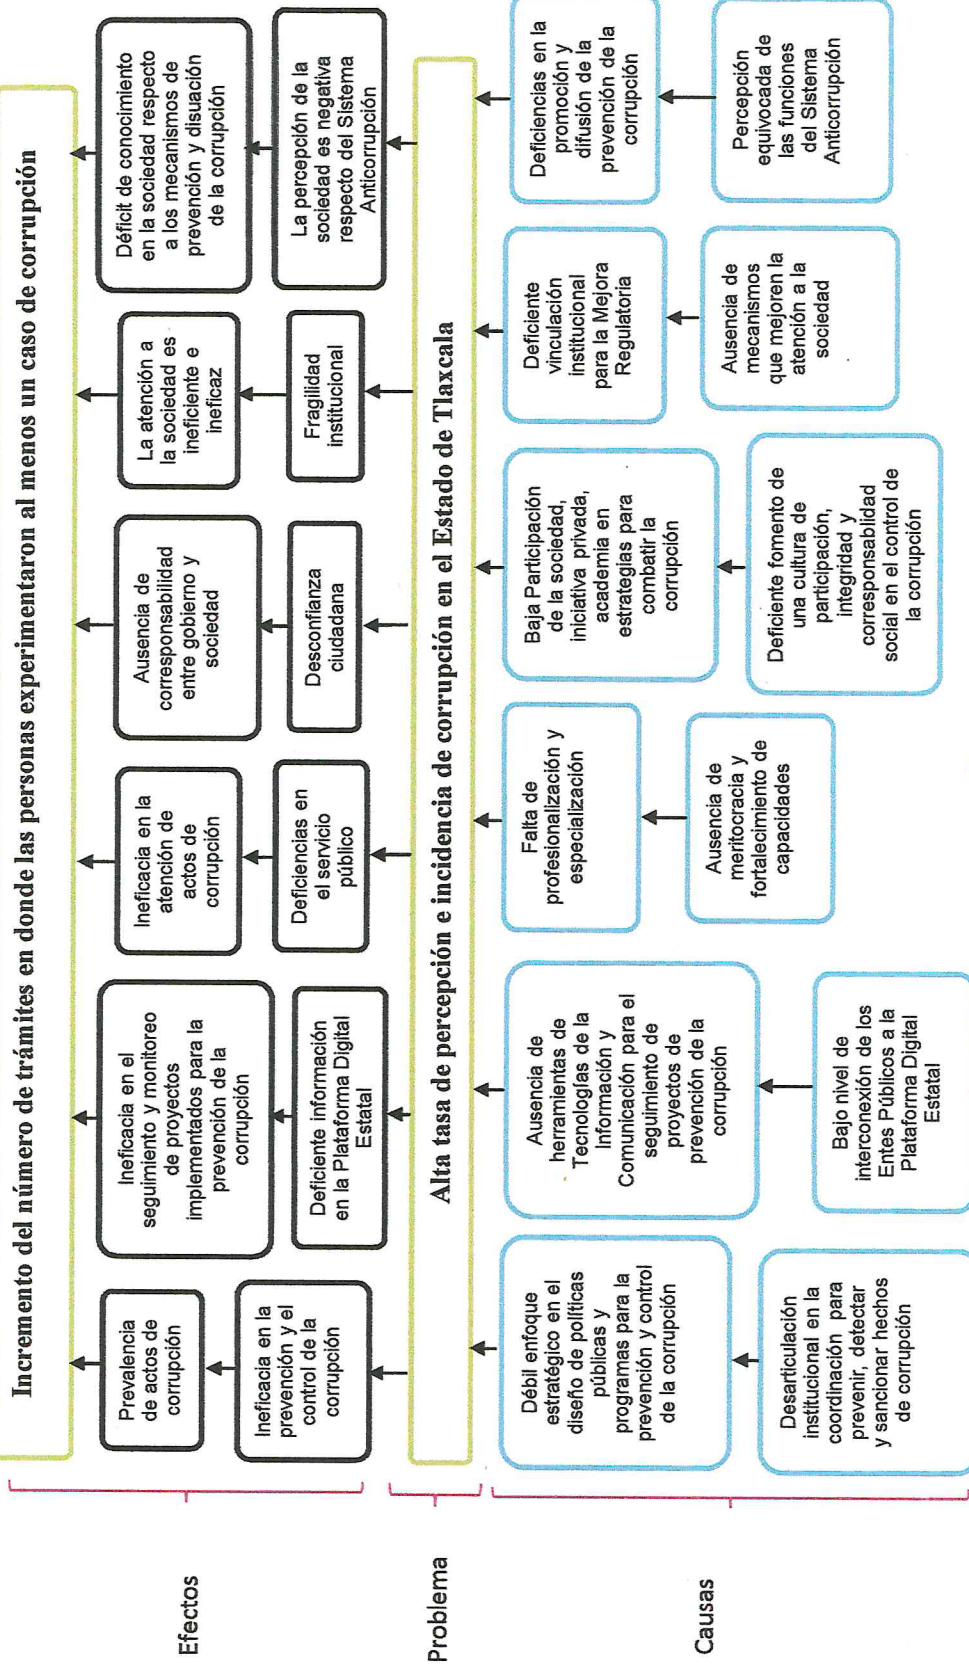 Incremento del número de trámites en donde las personas experimentaron al menos un caso de corrupción
Efectos
Prevalencia
de actos de
corrupción
Ineficacia en el
seguimiento y monitoreo
de proyectos
implementados para la
prevención de la
corrupción
Ineficacia en la
atención de
actos de
corrupción
Ausencia de
corresponsabilidad
entre gobierno y
sociedad
La atención a
la sociedad es
ineficiente e
ineficaz
Déficit de conocimiento
en la sociedad respecto
a los mecanismos de
prevención y disuación
de la corrupción
Ineficacia en la
prevención y el
control de la
corrupción
Deficiente información
en la Plataforma Digital
Estatal
Deficiencias en
el servicio
público
Desconfianza
ciudadana
Fragilidad
institucional
La percepción de la
sociedad es negativa
respecto del Sistema
Anticorrupción
Problema
Alta tasa de percepción e incidencia de corrupción en el Estado de Tlaxcala
Causas
Débil enfoque
estratégico en el
diseño de políticas
públicas y
programas para la
prevención y control
de la corrupción
Ausencia de
herramientas de
Tecnologías de la
Información y
Comunicación para el
seguimiento de
proyectos de
prevención de la
corrupción
Falta de
profesionalización y
especialización
Baja Participación
de la sociedad,
iniciativa privada,
academia en
estrategias para
combatir la
corrupción
Deficiente
vinculación
institucional
para la Mejora
Regulatoria
Deficiencias en la
promoción y
difusión de la
prevención de la
corrupción
Desarticulación
institucional en la
coordinación para
prevenir, detectar
y sancionar hechos
de corrupción
Bajo nivel de
interconexión de los
Entes Públicos a la
Plataforma Digital
Estatal
Ausencia de
meritocracia y
fortalecimiento de
capacidades
Deficiente fomento de
una cultura de
participación,
integridad y
corresponsablidad
social en el control de
la corrupción
Ausencia de
mecanismos
que mejoren la
atención a la
sociedad
Percepción
equivocada de
las funciones
del Sistema
Anticorrupción